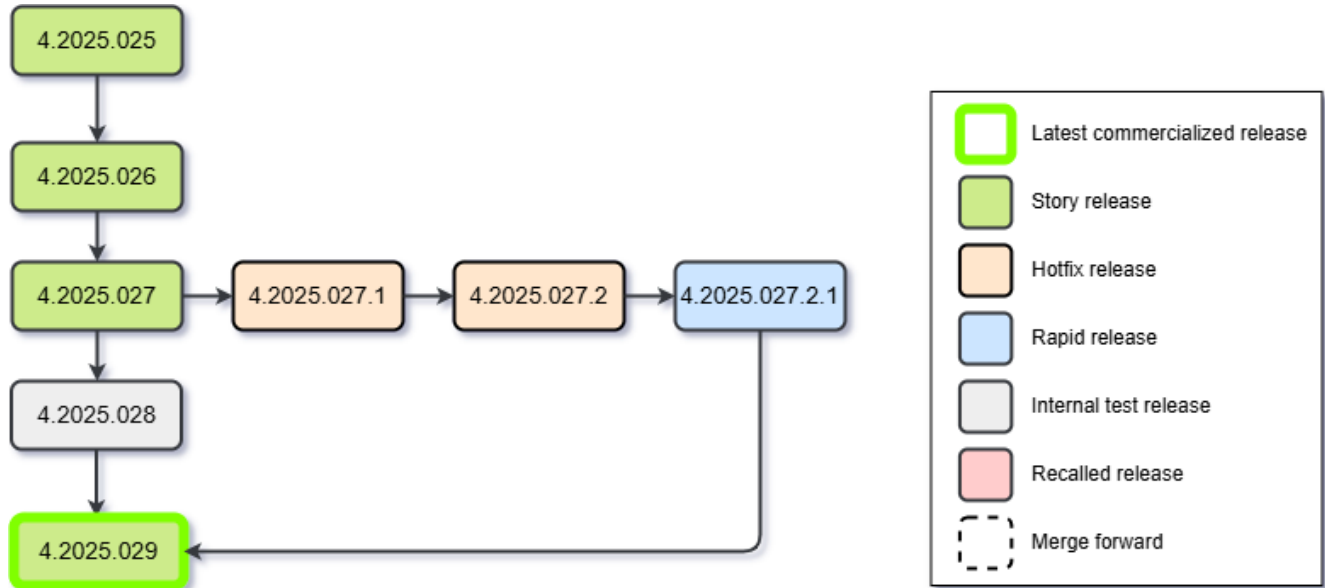 4.2025.025
4.2025.026
4.2025.027
4.2025.027.1
4.2025.027.2
4.2025.027.2.1
4.2025.028
4.2025.029
Latest commercialized release
Story release
Hotfix release
Rapid release
Internal test release
Recalled release
Merge forward